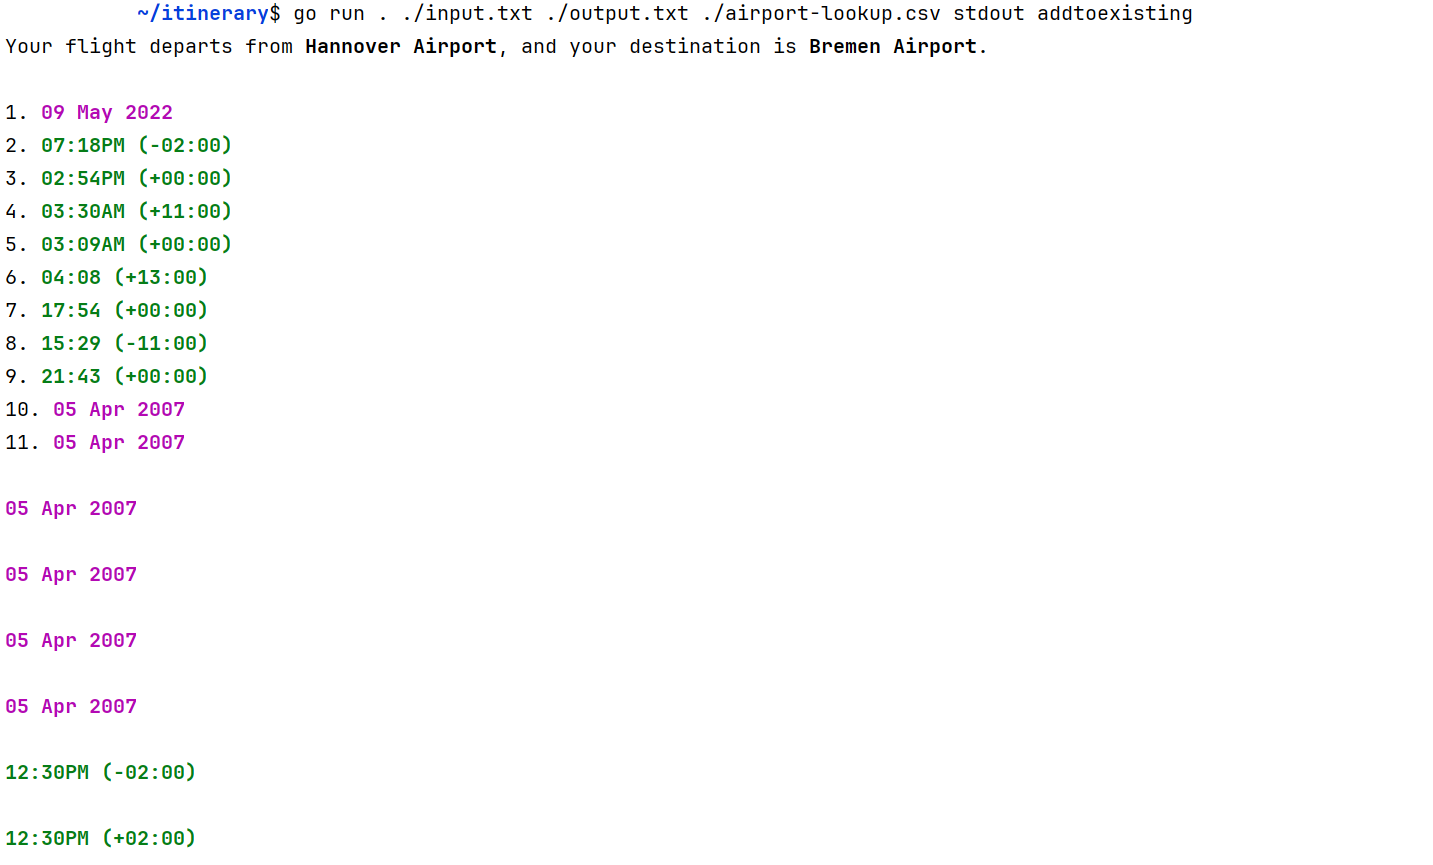 ~/itinerary$ go run . ./input.txt ./output.txt ./airport-lookup.csv stdout addtoexisting
Your flight departs from Hannover Airport, and your destination is Bremen Airport.
1. 09 May 2022
2. 07:18PM (-02:00)
3. 02:54PM (+00:00)
4. 03:30AM (+11:00)
5. 03:09AM (+00:00)
6. 04:08 (+13:00)
7. 17:54 (+00:00)
8. 15:29 (-11:00)
9. 21:43 (+00:00)
10. 05 Apr 2007
11. 05 Apr 2007
05 Apr 2007
05 Apr 2007
05 Apr 2007
05 Apr 2007
12:30PM (-02:00)
12:30PM (+02:00)